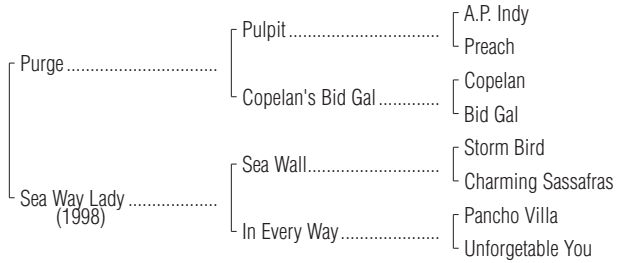 A.P. Indy
Pulpit
Preach
Purge
Copelan
Copelan's Bid Gal
Bid Gal
Storm Bird
Sea Wall
Charming Sassafras
Sea Way Lady
(1998)
Pancho Villa
In Every Way
Unforgetable You